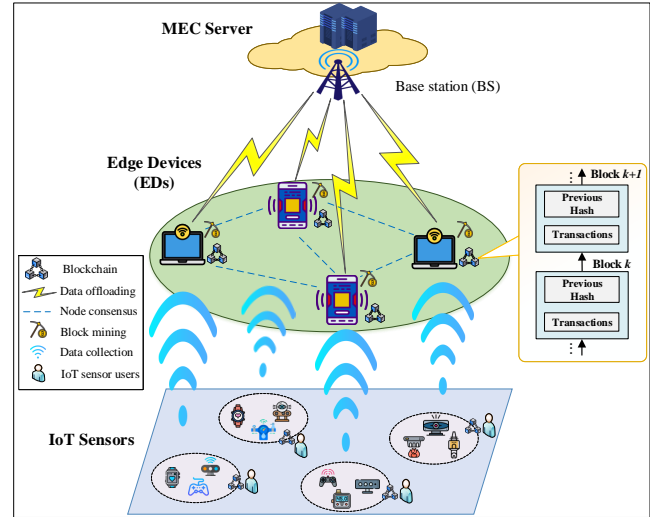 MEC Server
Base station (BS)
Edge Devices
(EDs)
Block k+1
Previous
Hash
Transactions
Block k
Previous
Hash
Transactions
Blockchain
Data offloading
Node consensus
Block mining
Data collection
IoT sensor users
IoT Sensors